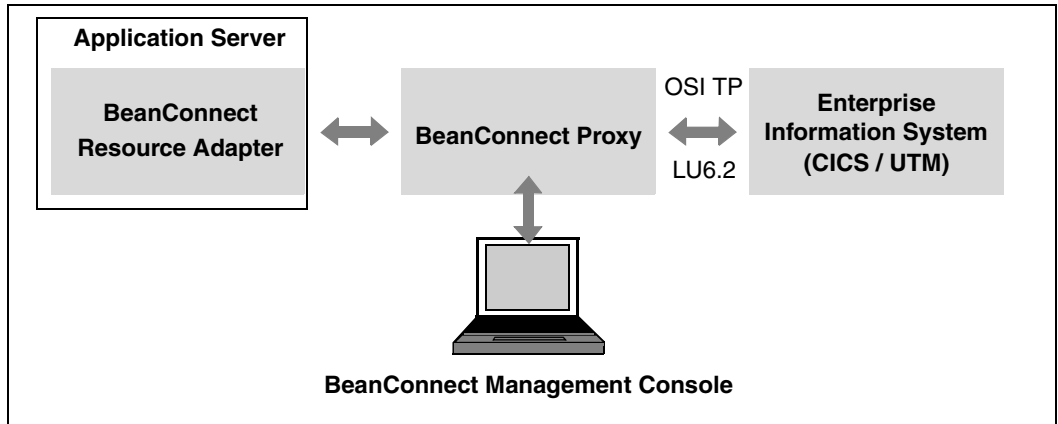 Application Server
BeanConnect
Resource Adapter
BeanConnect Proxy
OSI TP
LU6.2
Enterprise
Information System
(CICS / UTM)
BeanConnect Management Console